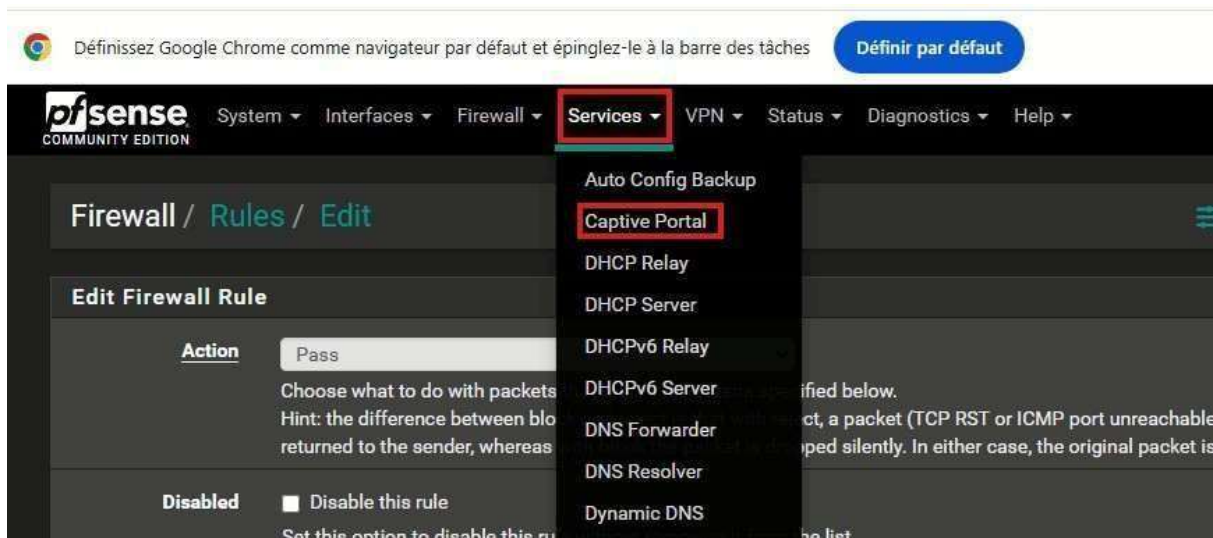 Définissez Google Chrome comme navigateur par défaut et épinglez-le à la barre des tâches Définir par défaut
pfsense System Interfaces Firewall Services VPN Status Diagnostics Help
COMMUNITY EDITION
Auto Config Backup
Firewall / Rules / Edit
Captive Portal
DHCP Relay
Edit Firewall Rule
DHCP Server
Action Pass
DHCPv6 Relay
Choose what to do with packets ified below.
DHCPv6 Server
Hint: the difference between blo ct, a packet (TCP RST or ICMP port unreachable
DNS Forwarder
returned to the sender, whereas pped silently. In either case, the original packet is
DNS Resolver
Disabled Disable this rule
Dynamic DNS
Set this option to disable this ru he list.